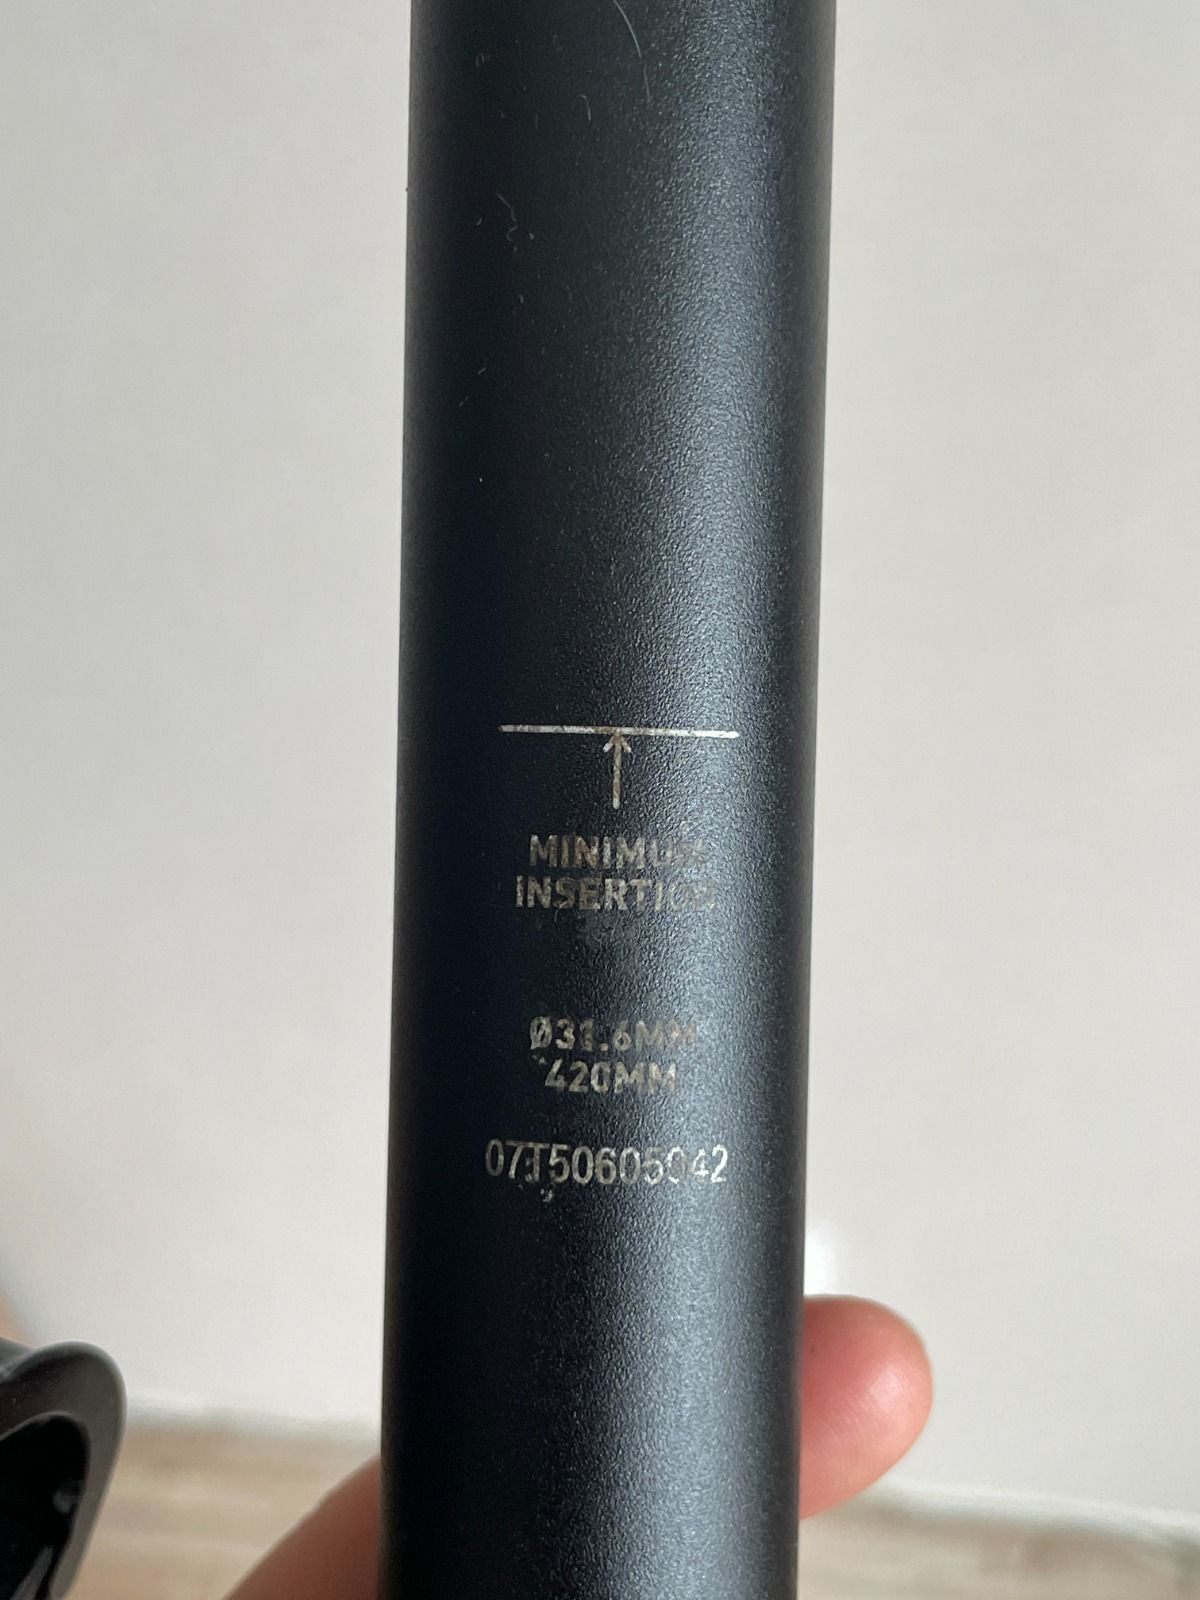 MINIMUM
INSERTION
Ø31.6MM
420MM
07T50605042